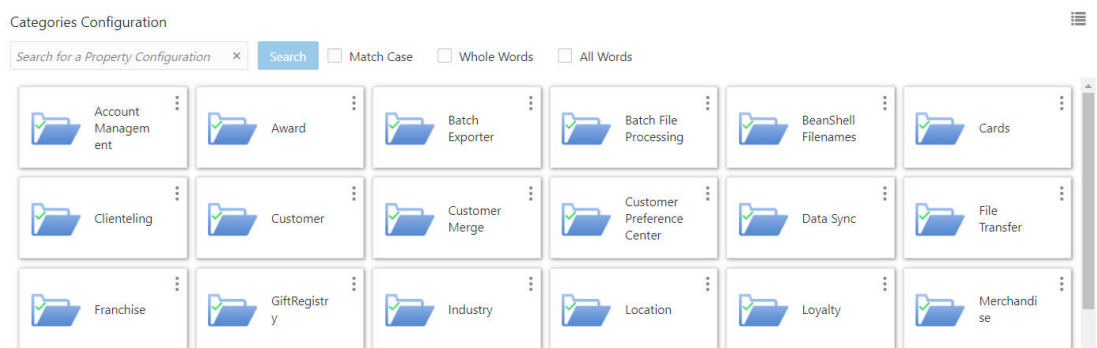 Categories Configuration
Search for a Property Configuration × Search Match Case Whole Words All Words
Account
Managem
ent
Award
Batch
Exporter
Batch File
Processing
BeanShell
Filenames
Cards
Clienteling
Customer
Customer
Merge
Customer
Preference
Center
Data Sync
File
Transfer
Franchise
GiftRegistr
y
Industry
Location
Loyalty
Merchandi
se